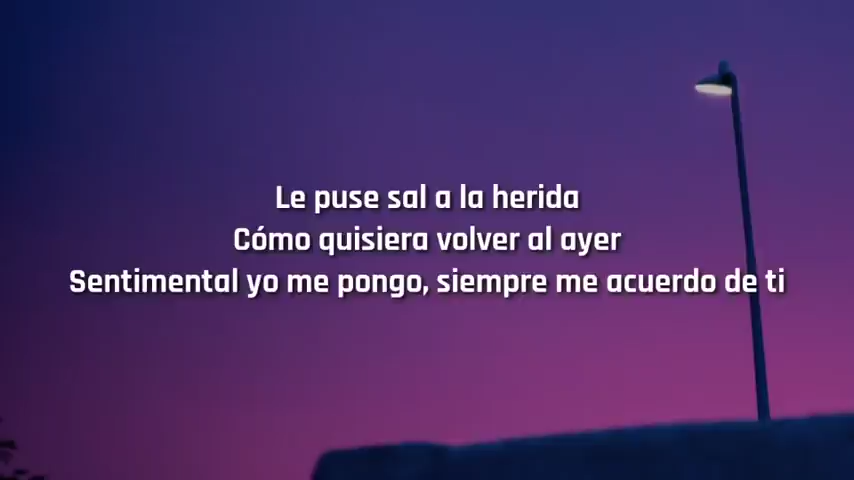 Le puse sal a la herida
Cómo quisiera volver al ayer
Sentimental yo me pongo, siempre me acuerdo de ti